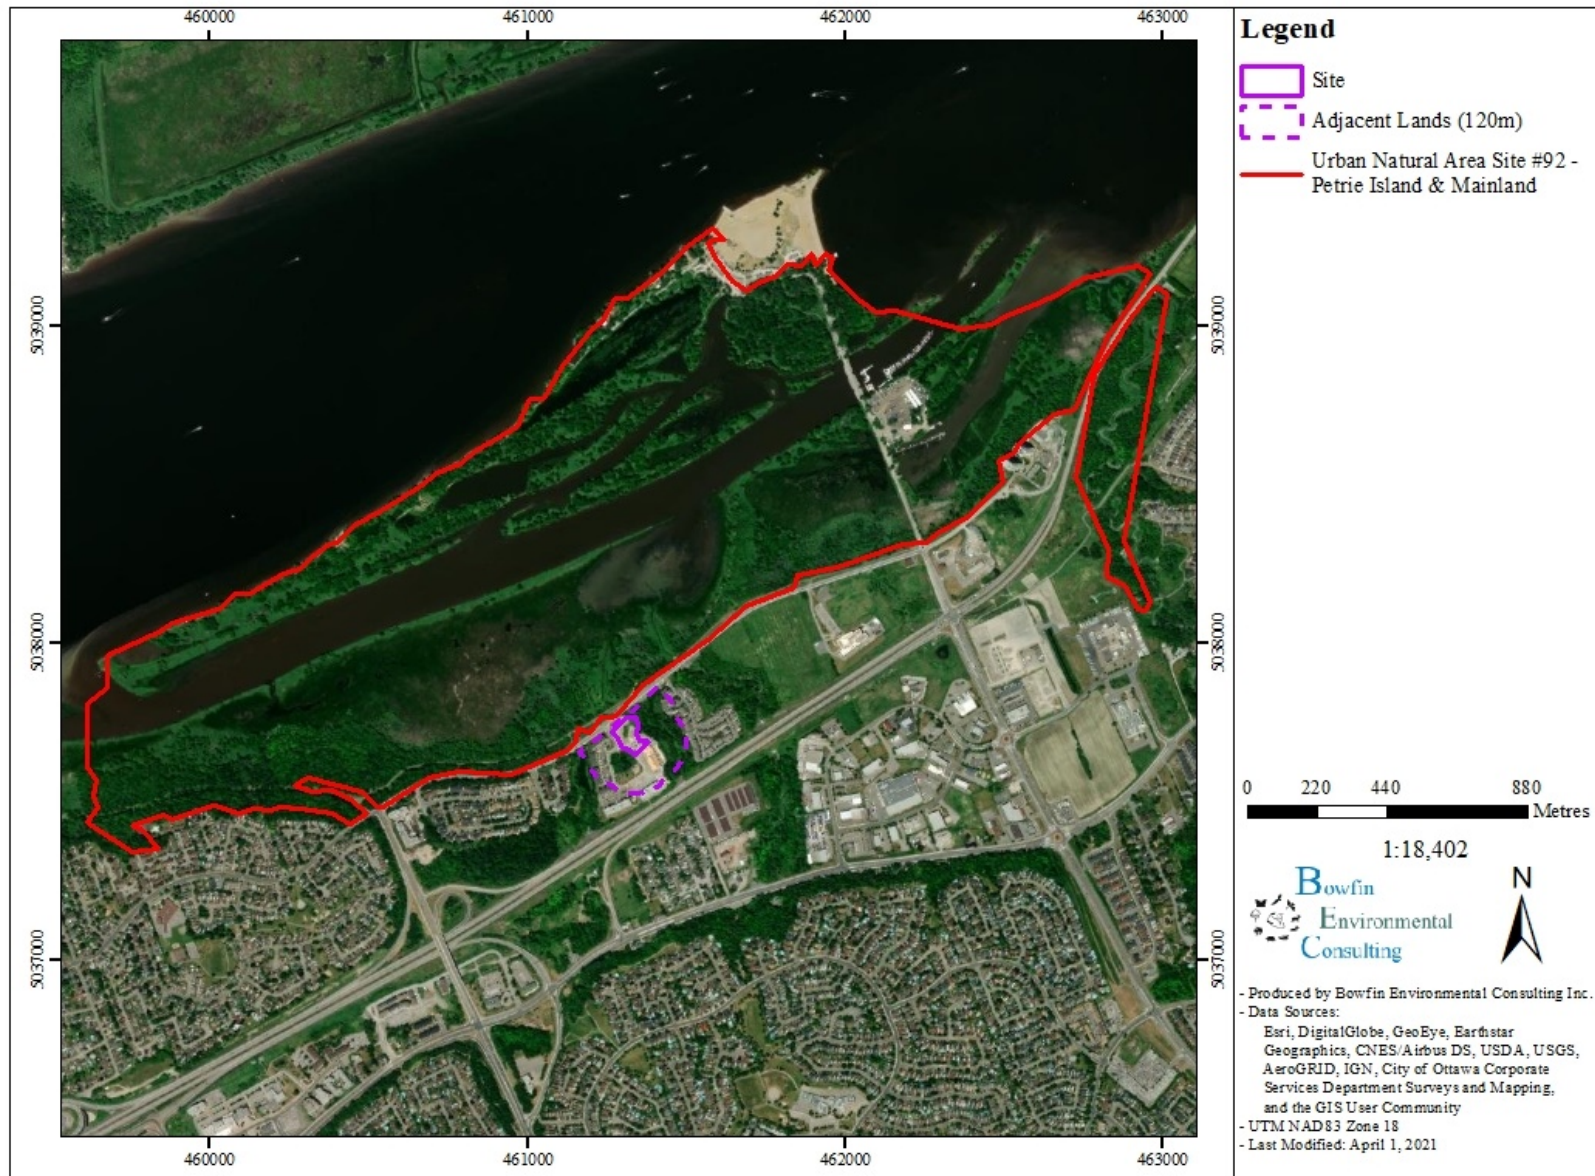 460000 461000 462000 463000
5039000 5039000
5038000 5038000
5037000 5037000
460000 461000 462000 463000
Legend
Site
Adjacent Lands (120m)
Urban Natural Area Site #92 -
Petrie Island & Mainland
0 220 440 880
Metres
1:18,402
Bowfin
Environmental
Consulting
N
- Produced by Bowfin Environmental Consulting Inc.
- Data Sources:
Esri, DigitalGlobe, GeoEye, Earthstar
Geographics, CNES/Airbus DS, USDA, USGS,
AeroGRID, IGN, City of Ottawa Corporate
Services Department Surveys and Mapping,
and the GIS User Community
- UTM NAD83 Zone 18
- Last Modified: April 1, 2021